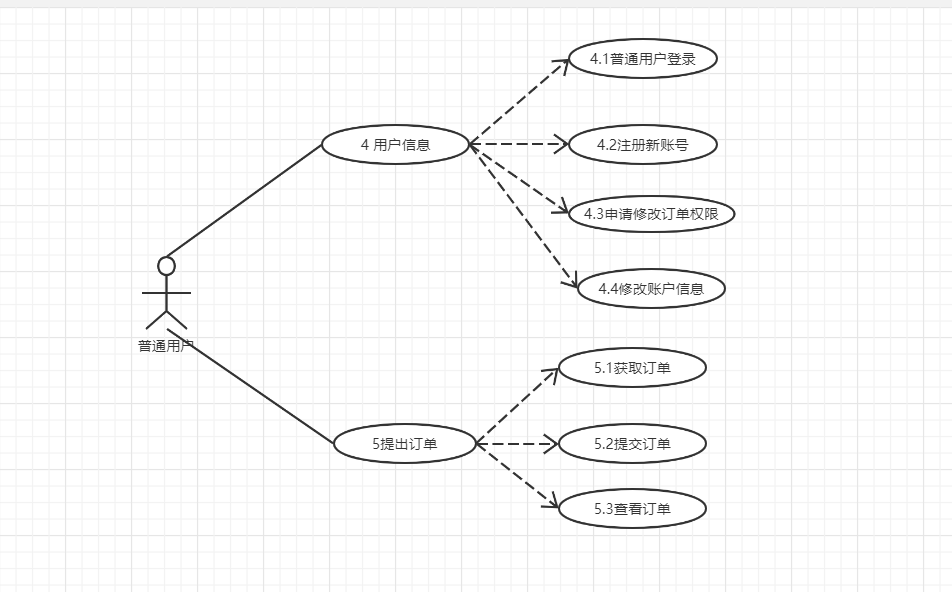 4.1普通用户登录
4 用户信息
4.2注册新账号
4.3申请修改订单权限
4.4修改账户信息
普通用户
5.1获取订单
5提出订单
5.2提交订单
5.3查看订单